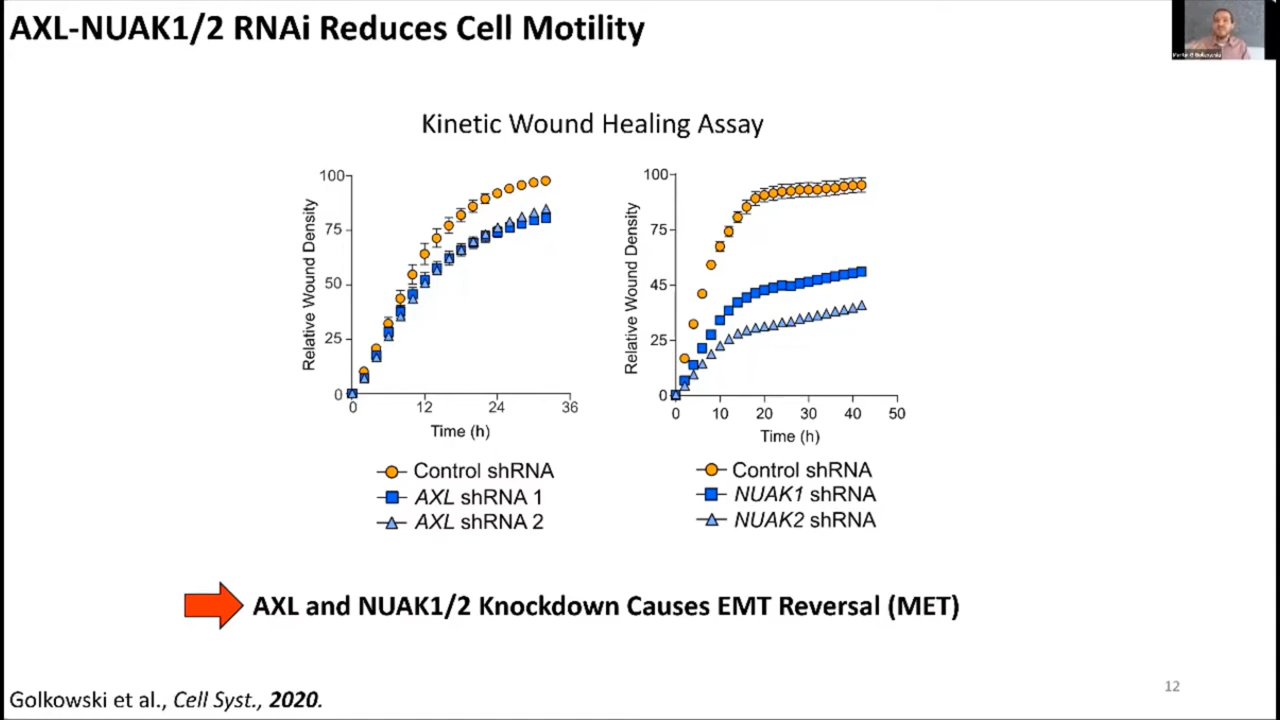 AXL-NUAK1/2 RNAi Reduces Cell Motility
Kinetic Wound Healing Assay
Relative Wound Density
100
75
50
25
0
0
12
24
36
Time (h)
Control shRNA
AXL shRNA 1
AXL shRNA 2
Relative Wound Density
100
75
45
25
0
0
10
20
30
40
50
Time (h)
Control shRNA
NUAK1 shRNA
NUAK2 shRNA
AXL and NUAK1/2 Knockdown Causes EMT Reversal (MET)
Golkowski et al., Cell Syst., 2020.
12